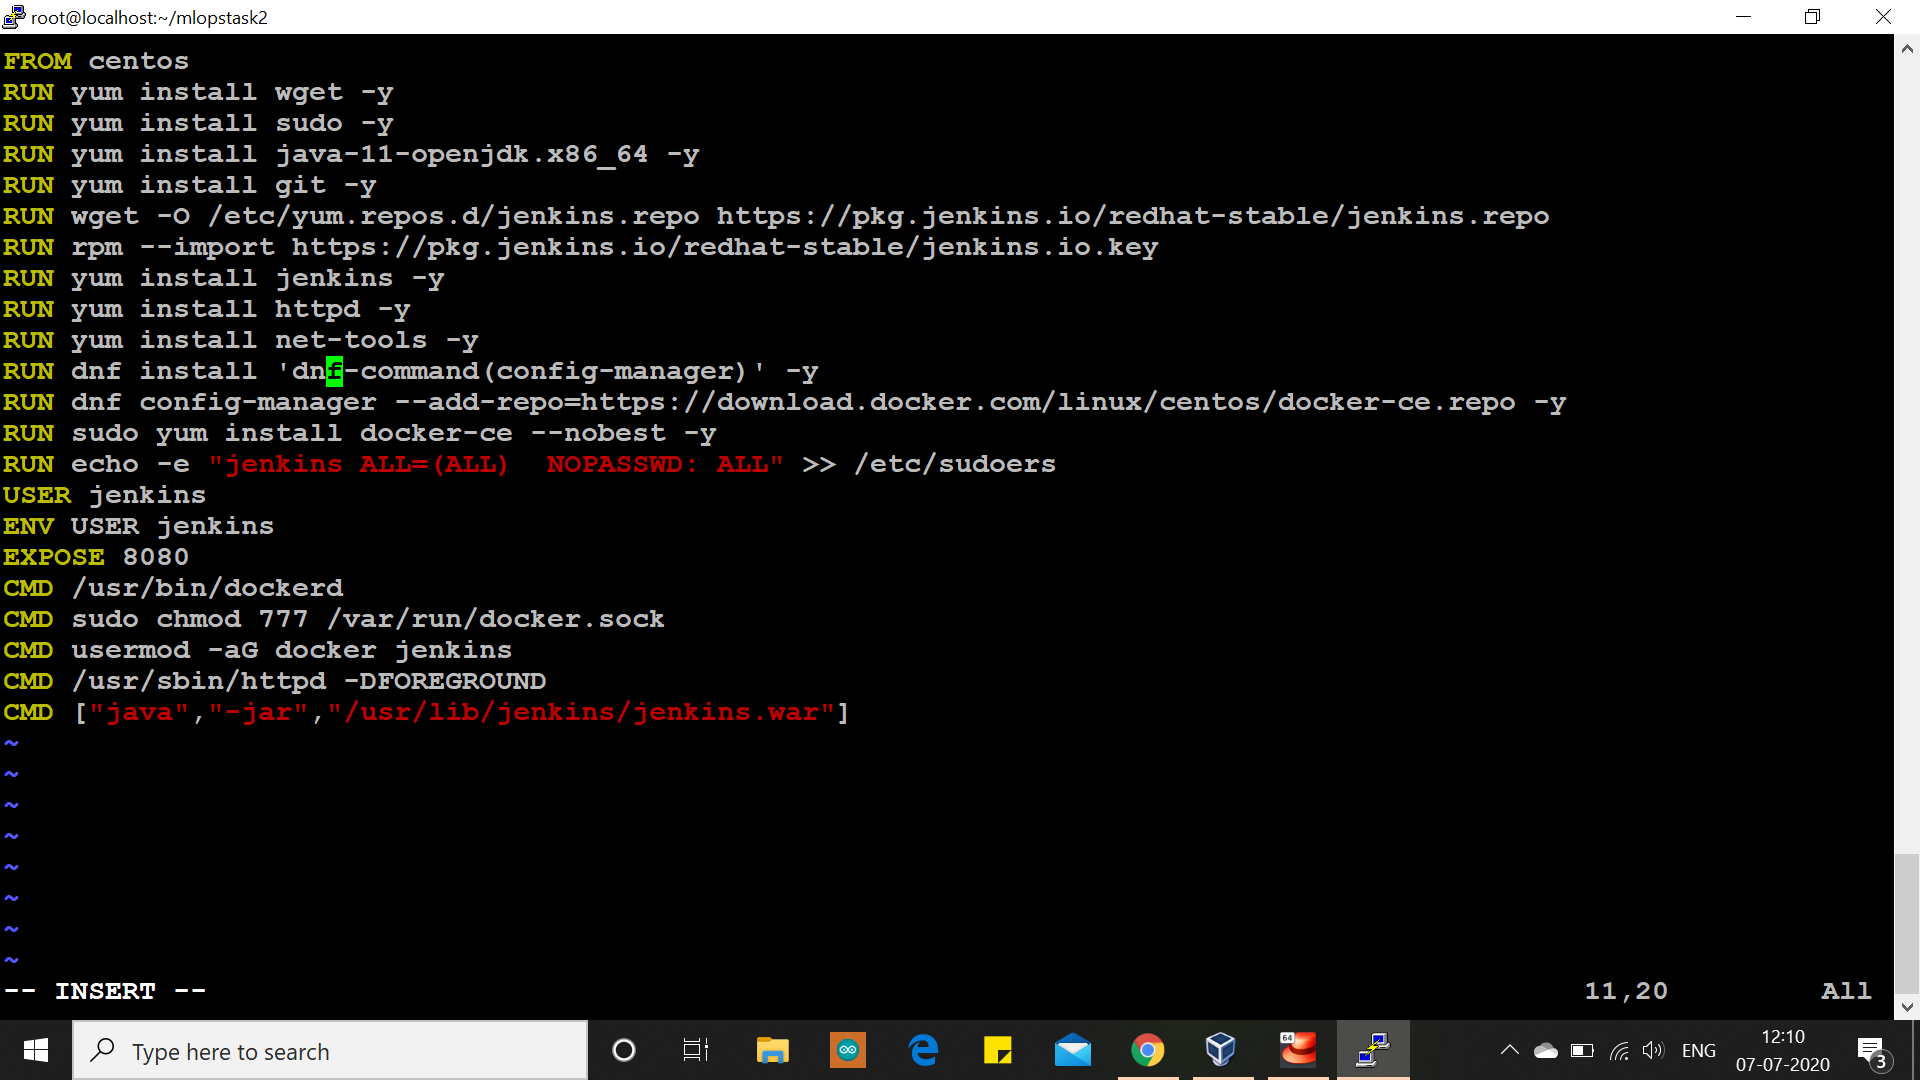 root@localhost:~/mlopstask2
FROM centos
RUN yum install wget -y
RUN yum install sudo -y
RUN yum install java-11-openjdk.x86_64 -y
RUN yum install git -y
RUN wget -O /etc/yum.repos.d/jenkins.repo https://pkg.jenkins.io/redhat-stable/jenkins.repo
RUN rpm --import https://pkg.jenkins.io/redhat-stable/jenkins.io.key
RUN yum install jenkins -y
RUN yum install httpd -y
RUN yum install net-tools -y
RUN dnf install 'dnf-command(config-manager)' -y
RUN dnf config-manager --add-repo=https://download.docker.com/linux/centos/docker-ce.repo -y
RUN sudo yum install docker-ce --nobest -y
RUN echo -e "jenkins ALL=(ALL)  NOPASSWD: ALL" >> /etc/sudoers
USER jenkins
ENV USER jenkins
EXPOSE 8080
CMD /usr/bin/dockerd
CMD sudo chmod 777 /var/run/docker.sock
CMD usermod -aG docker jenkins
CMD /usr/sbin/httpd -DFOREGROUND
CMD ["java","-jar","/usr/lib/jenkins/jenkins.war"]
~
~
~
~
~
~
~
~
-- INSERT -- 11,20 All
Type here to search
64
ENG
12:10
07-07-2020
3